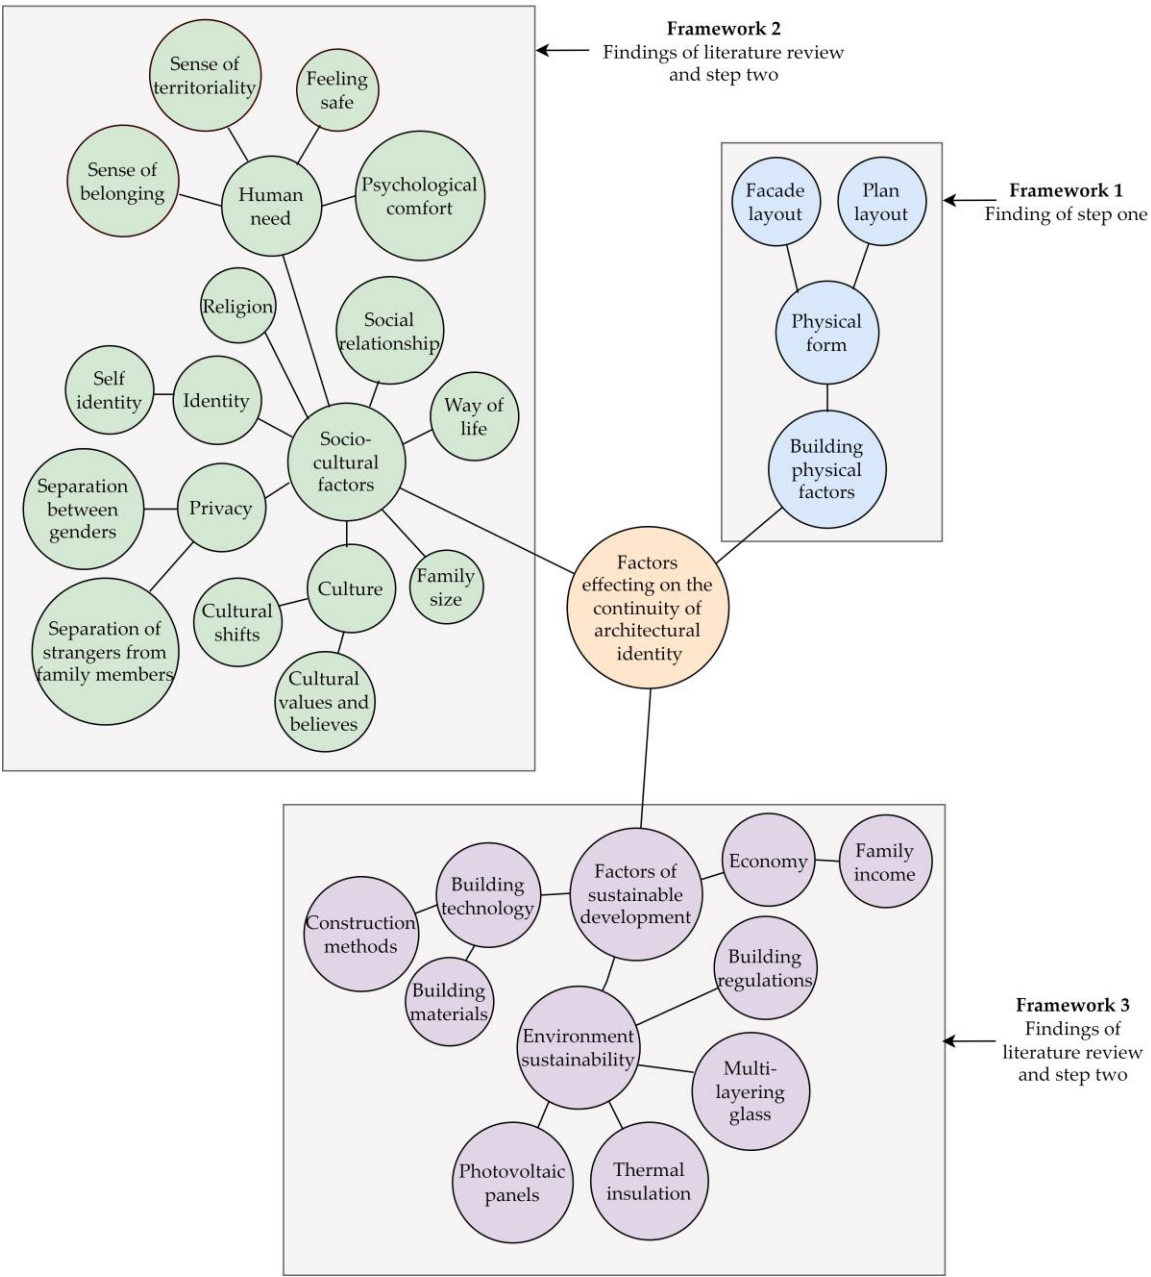 Framework 2
Findings of literature review
and step two
Sense of
territoriality
Feeling
safe
Sense of
belonging
Human
need
Psychological
comfort
Religion
Social
relationship
Self
identity
Identity
Way of
life
Socio-
cultural
factors
Separation
between
genders
Privacy
Culture
Family
size
Cultural
shifts
Separation of
strangers from
family members
Cultural
values and
believes
Framework 1
Finding of step one
Facade
layout
Plan
layout
Physical
form
Building
physical
factors
Factors
effecting on the
continuity of
architectural
identity
Factors of
sustainable
development
Economy
Family
income
Building
technology
Construction
methods
Building
materials
Building
regulations
Environment
sustainability
Multi-
layering
glass
Photovoltaic
panels
Thermal
insulation
Framework 3
Findings of
literature review
and step two